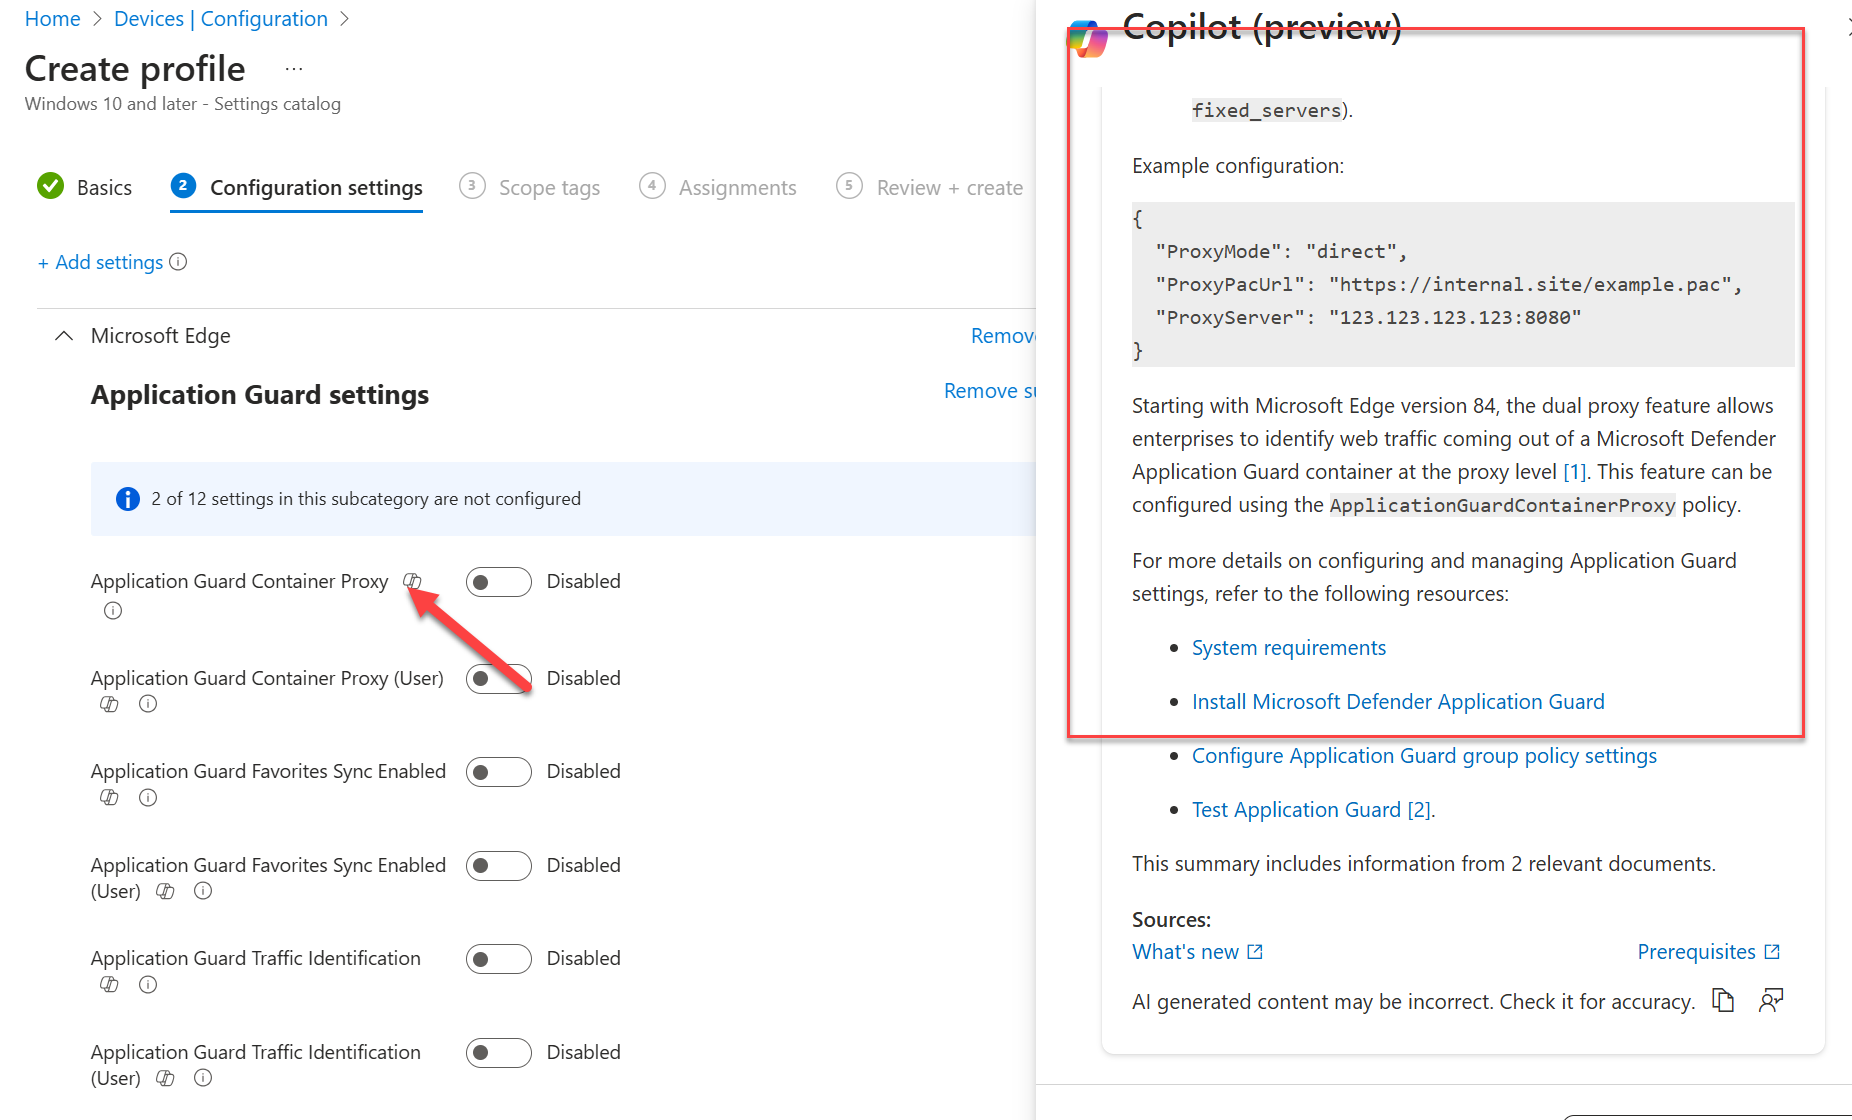 Home > Devices | Configuration >
Create profile ...
Windows 10 and later - Settings catalog
Basics
2 Configuration settings
3 Scope tags
4 Assignments
5 Review + create
+ Add settings
Microsoft Edge
Remove
Application Guard settings
Remove su
2 of 12 settings in this subcategory are not configured
Application Guard Container Proxy
Disabled
Application Guard Container Proxy (User)
Disabled
Application Guard Favorites Sync Enabled
Disabled
Application Guard Favorites Sync Enabled
(User)
Disabled
Application Guard Traffic Identification
Disabled
Application Guard Traffic Identification
(User)
Disabled
Copilot (preview)
fixed_servers).
Example configuration:
{
"ProxyMode": "direct",
"ProxyPacUrl": "https://internal.site/example.pac",
"ProxyServer": "123.123.123.123:8080"
}
Starting with Microsoft Edge version 84, the dual proxy feature allows
enterprises to identify web traffic coming out of a Microsoft Defender
Application Guard container at the proxy level [1]. This feature can be
configured using the ApplicationGuardContainerProxy policy.
For more details on configuring and managing Application Guard
settings, refer to the following resources:
• System requirements
• Install Microsoft Defender Application Guard
• Configure Application Guard group policy settings
• Test Application Guard [2].
This summary includes information from 2 relevant documents.
Sources:
What's new
Prerequisites
AI generated content may be incorrect. Check it for accuracy.